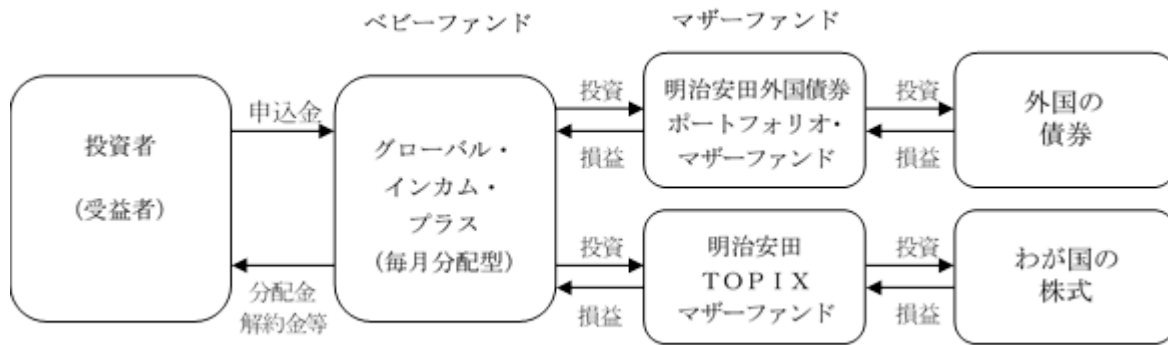 ベビーファンド
マザーファンド
投資者
(受益者)
申込金
分配金
解約金等
グローバル・
インカム・
プラス
(毎月分配型)
投資
損益
明治安田外国債券
ポートフォリオ・
マザーファンド
投資
損益
外国の
債券
投資
損益
明治安田
ＴＯＰＩＸ
マザーファンド
投資
損益
わが国の
株式